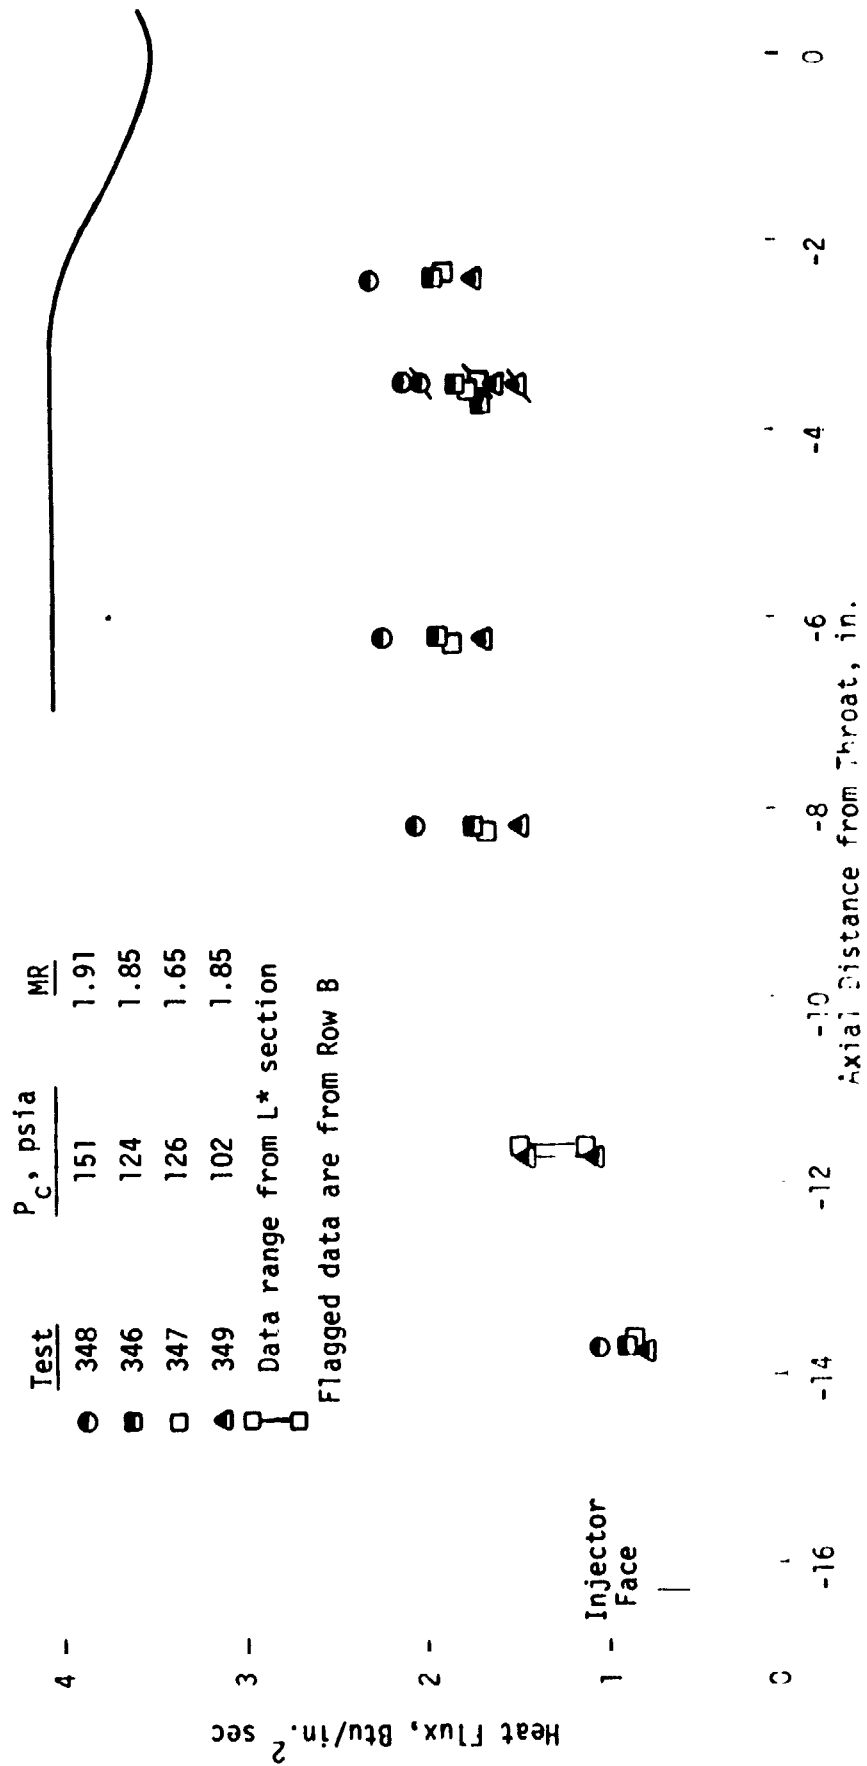 Test P_C, psia MR
348 151 1.91
346 124 1.85
347 126 1.65
349 102 1.85
Data range from L* section
Flagged data are from Row B
Heat Flux, Btu/in.² sec
4
3
2
1
0
Injector
Face
-16 -14 -12 -10 -8 -6 -4 -2 0
Axial Distance from Throat, in.